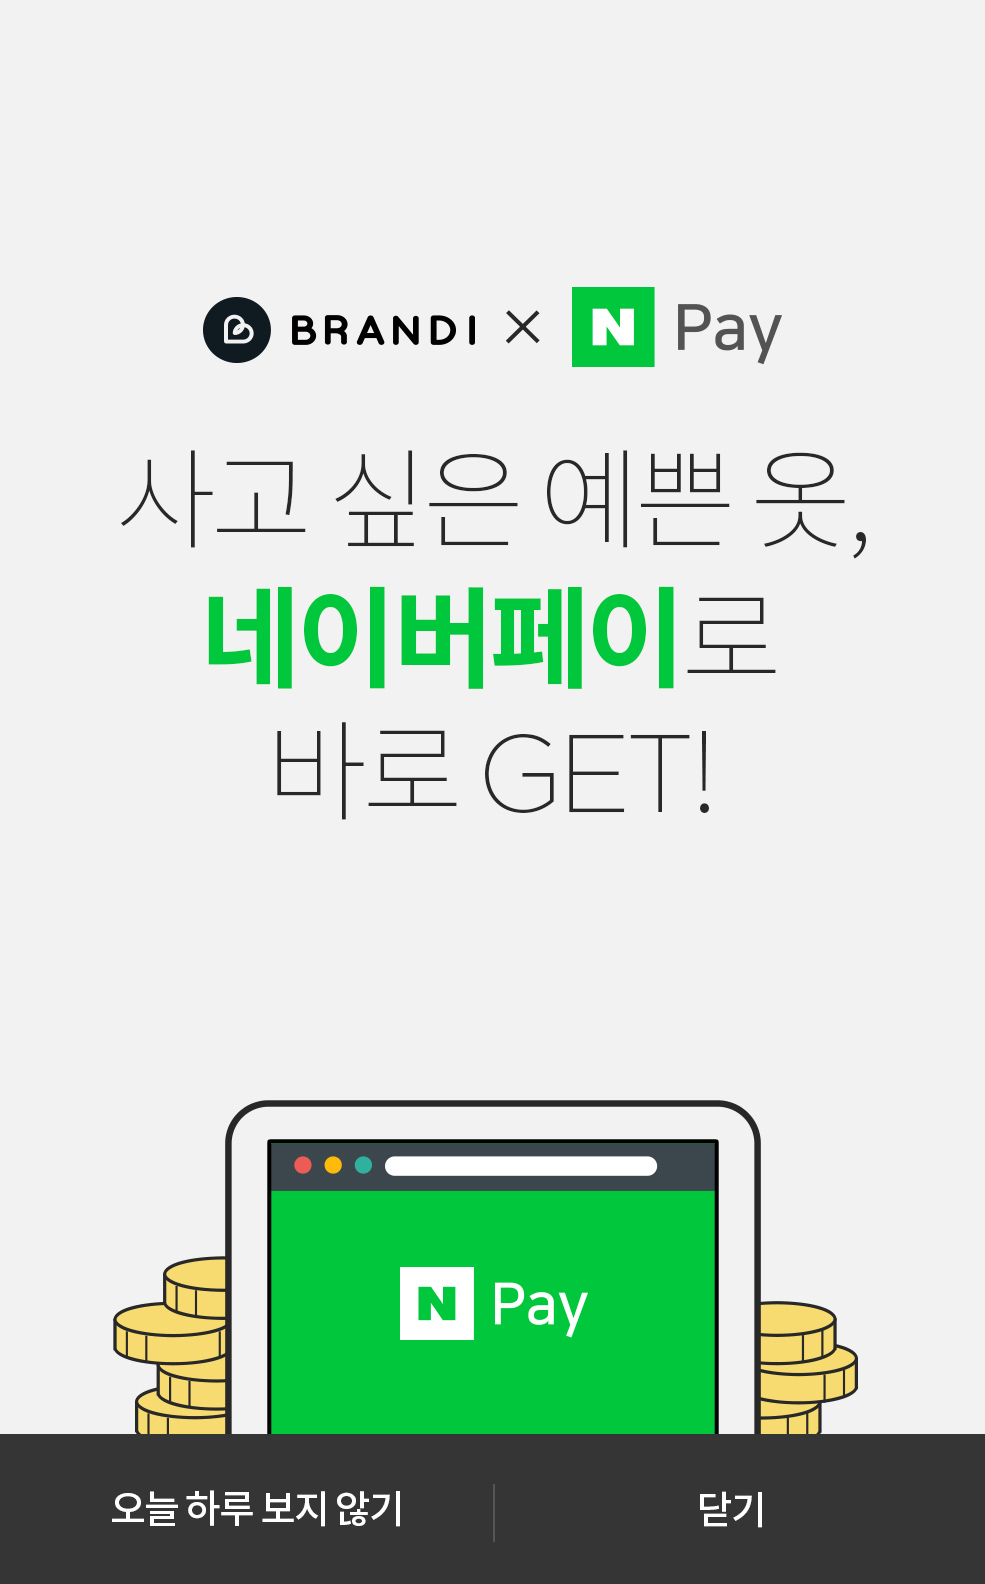 BRANDI × N Pay
사고 싶은 예쁜 옷,
네이버페이로
바로 GET!
N Pay
오늘 하루 보지 않기
닫기